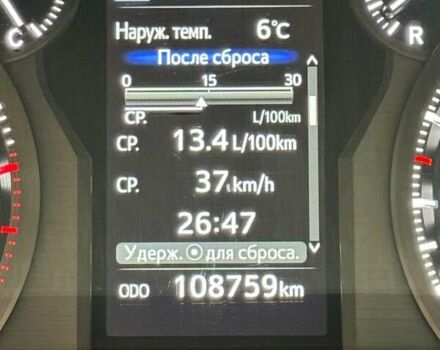 Наруж. темп. 6°C
C
R
После сброса
0 15 30
СР. L/100km
СР. 13.4 L/100km
СР. 37 km/h
26:47
Удерж. для сброса.
ODO 108759 km